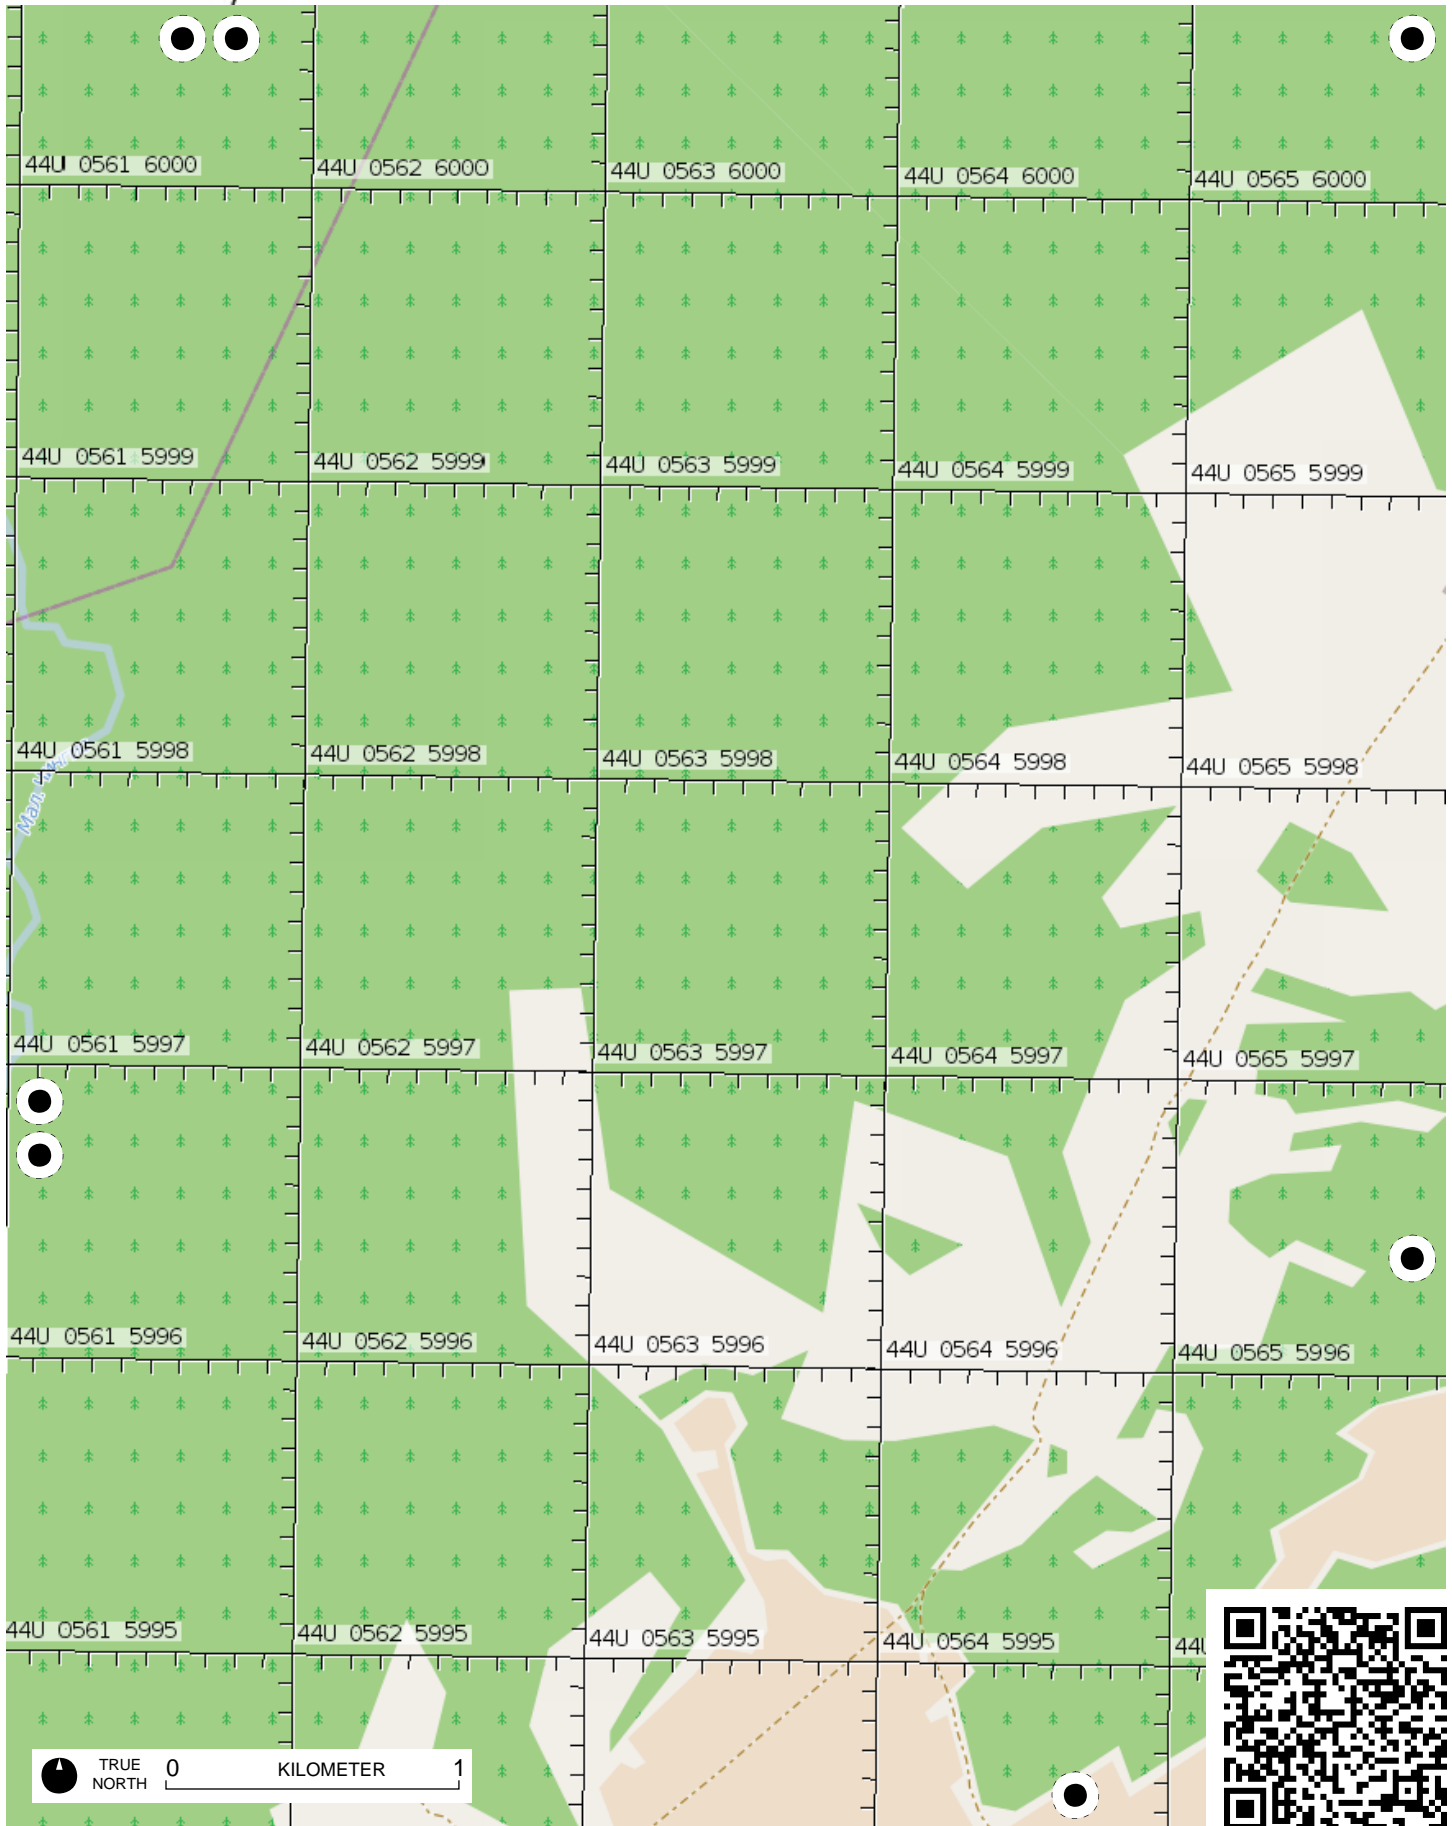 44U 0561 6000
44U 0562 6000
44U 0563 6000
44U 0564 6000
44U 0565 6000
44U 0561 5999
44U 0562 5999
44U 0563 5999
44U 0564 5999
44U 0565 5999
44U 0561 5998
44U 0562 5998
44U 0563 5998
44U 0564 5998
44U 0565 5998
Мал.
44U 0561 5997
44U 0562 5997
44U 0563 5997
44U 0564 5997
44U 0565 5997
44U 0561 5996
44U 0562 5996
44U 0563 5996
44U 0564 5996
44U 0565 5996
44U 0561 5995
44U 0562 5995
44U 0563 5995
44U 0564 5995
TRUE NORTH
0 KILOMETER 1